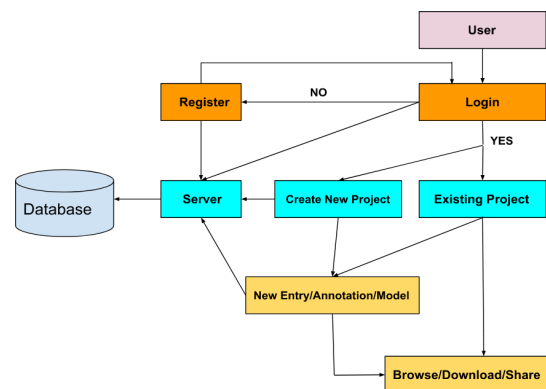 User
Register
NO
Login
YES
Database
Server
Create New Project
Existing Project
New Entry/Annotation/Model
Browse/Download/Share